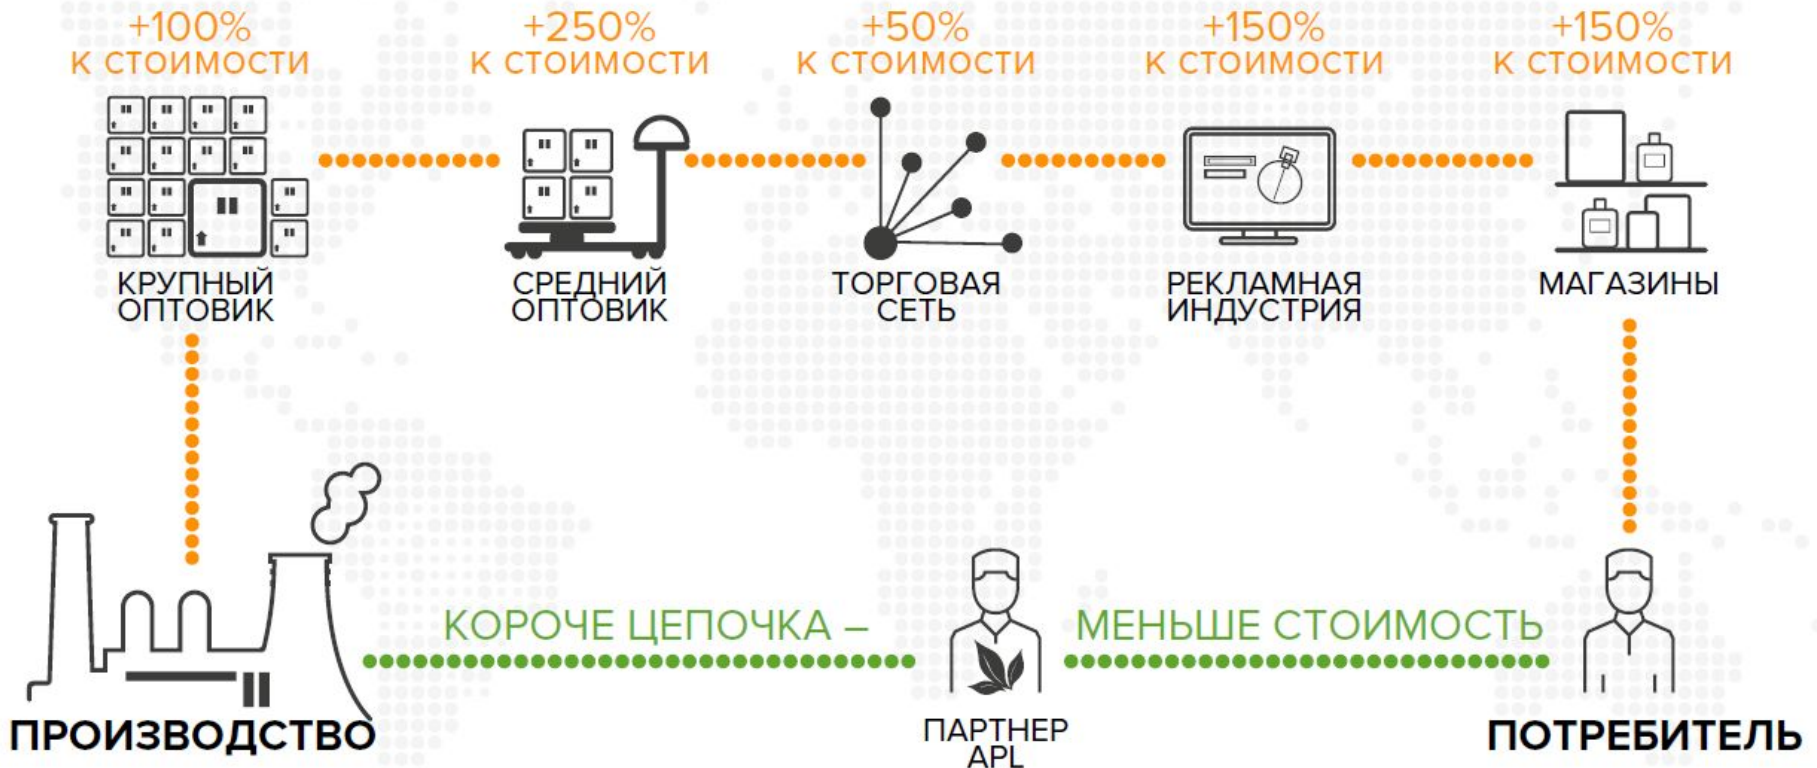 +100%
К СТОИМОСТИ
+250%
К СТОИМОСТИ
+50%
К СТОИМОСТИ
+150%
К СТОИМОСТИ
+150%
К СТОИМОСТИ
КРУПНЫЙ
ОПТОВИК
СРЕДНИЙ
ОПТОВИК
ТОРГОВАЯ
СЕТЬ
РЕКЛАМНАЯ
ИНДУСТРИЯ
МАГАЗИНЫ
КОРОЧЕ ЦЕПОЧКА –
МЕНЬШЕ СТОИМОСТЬ
ПРОИЗВОДСТВО
ПАРТНЕР
APL
ПОТРЕБИТЕЛЬ